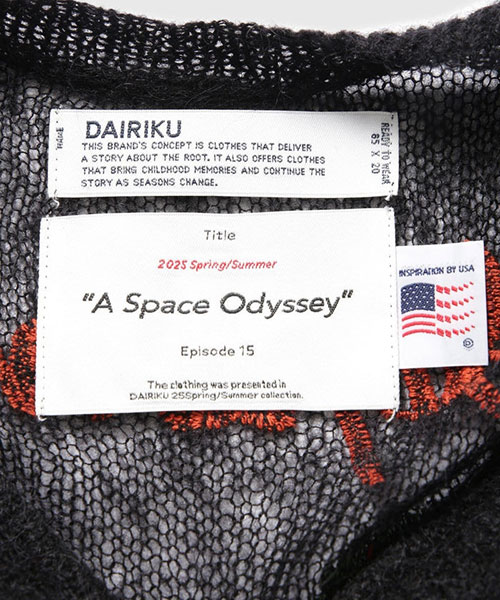 DAIRIKU
THIS BRAND'S CONCEPT IS CLOTHES THAT DELIVER
A STORY ABOUT THE ROOT. IT ALSO OFFERS CLOTHES
THAT BRING CHILDHOOD MEMORIES AND CONTINUE THE
STORY AS SEASONS CHANGE.
READY TO WEAR
85 X 20
Title
2025 Spring/Summer
"A Space Odyssey"
Episode 15
The clothing was presented in
DAIRIKU 25Spring/Summer collection.
INSPIRATION BY USA